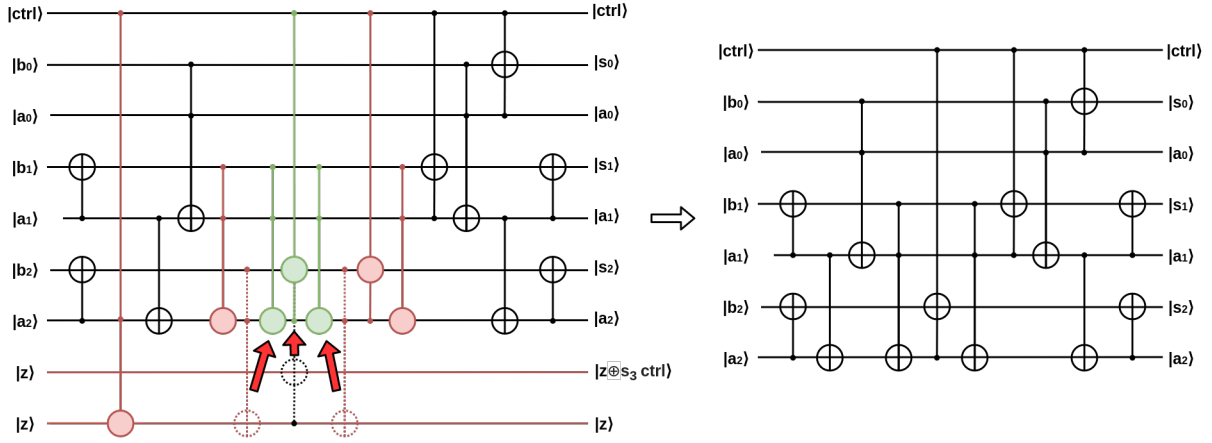 |ctrl⟩ |ctrl⟩
|b₀⟩ |s₀⟩
|a₀⟩ |a₀⟩
|b₁⟩ |s₁⟩
|a₁⟩ |a₁⟩
|b₂⟩ |s₂⟩
|a₂⟩ |a₂⟩
|z⟩ |z⊕s₃ ctrl⟩
|z⟩ |z⟩
|ctrl⟩ |ctrl⟩
|b₀⟩ |s₀⟩
|a₀⟩ |a₀⟩
|b₁⟩ |s₁⟩
|a₁⟩ |a₁⟩
|b₂⟩ |s₂⟩
|a₂⟩ |a₂⟩